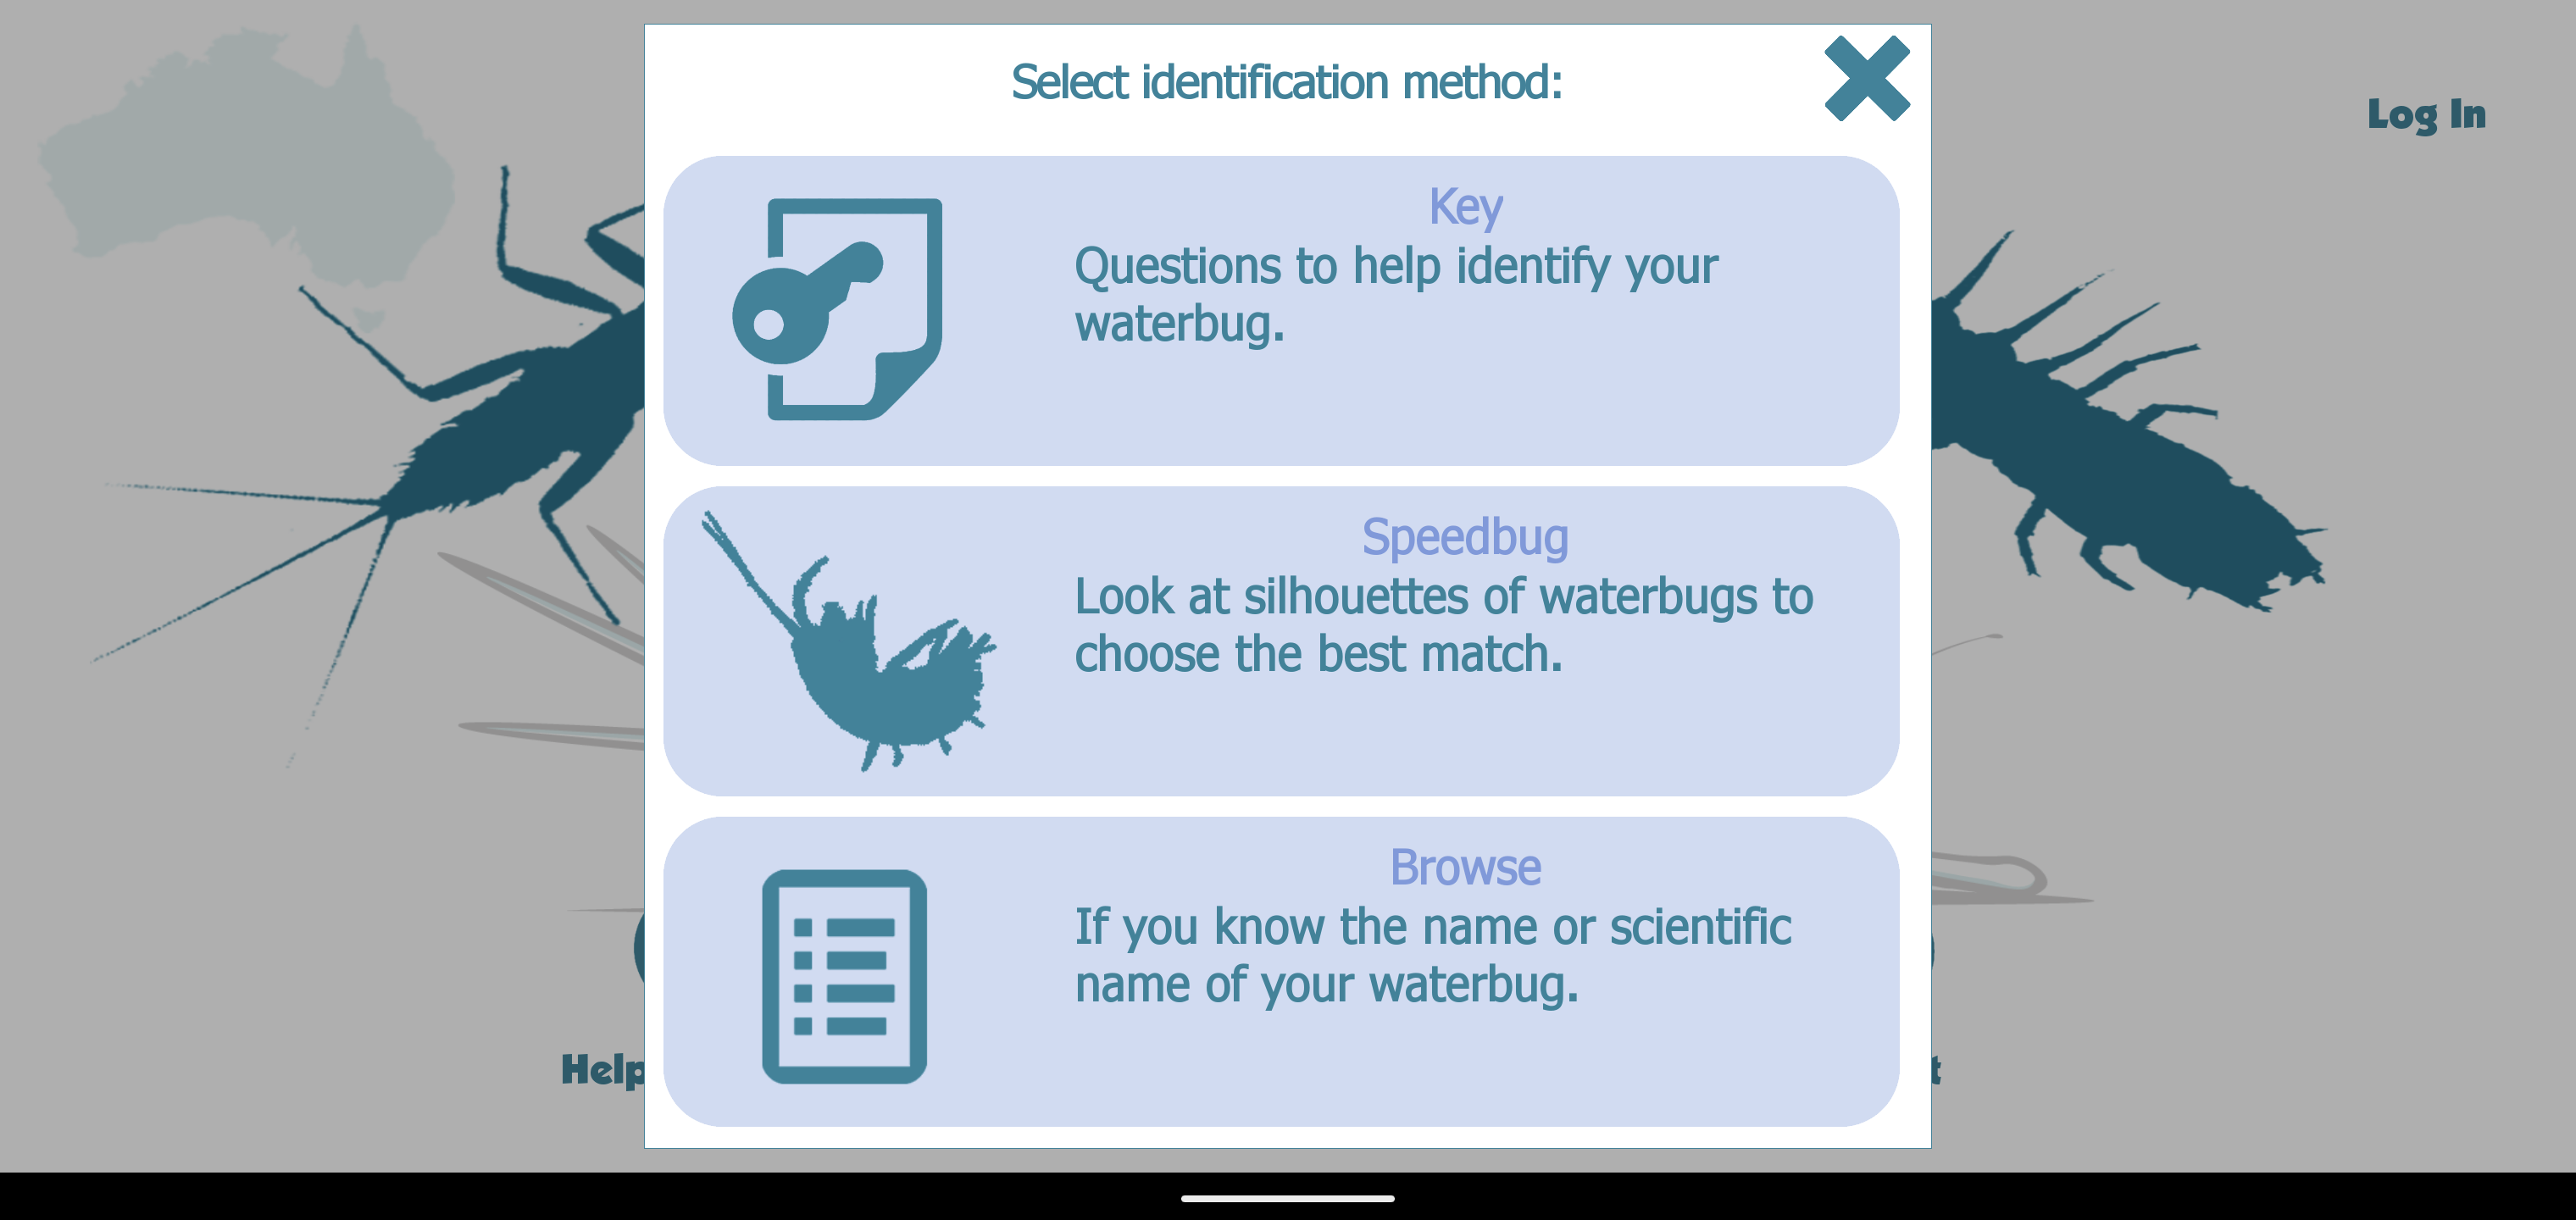 Select identification method:
Log In
Key
Questions to help identify your
waterbug.
Speedbug
Look at silhouettes of waterbugs to
choose the best match.
Browse
If you know the name or scientific
name of your waterbug.
Help